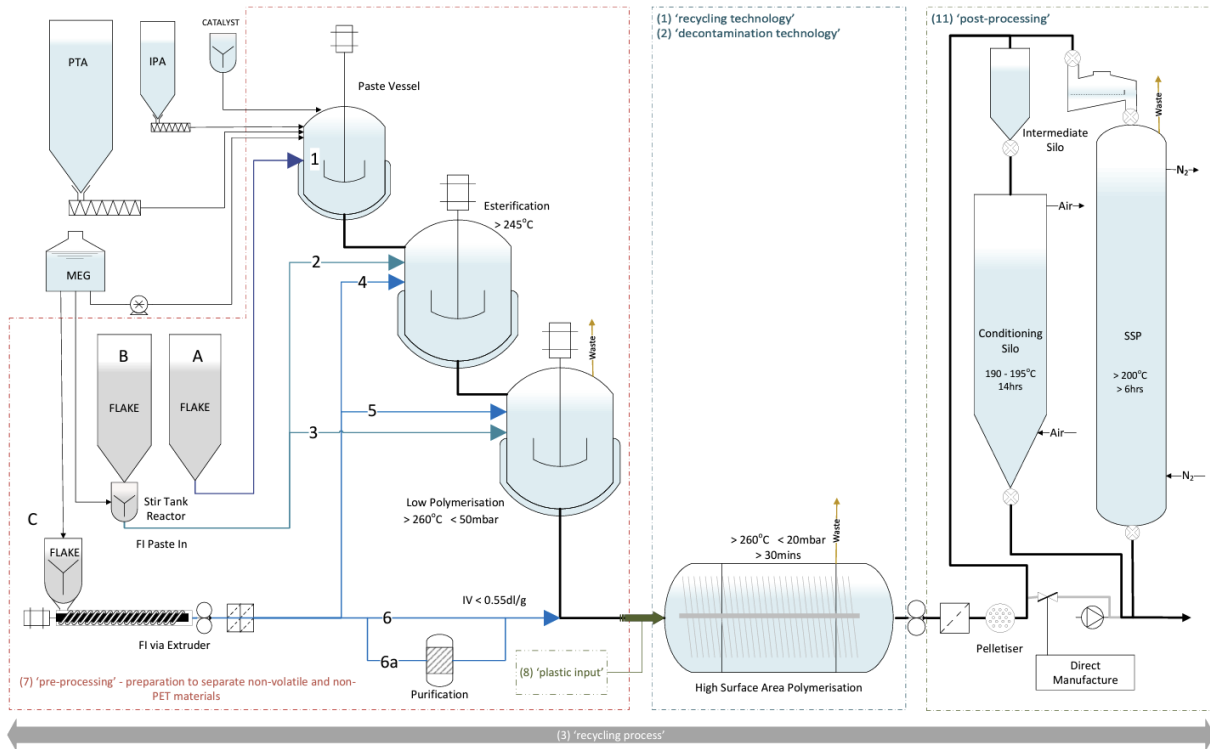 (1) ‘recycling technology’
(2) ‘decontamination technology’
(11) ‘post-processing’
CATALYST
PTA
IPA
Paste Vessel
1
Esterification
> 245°C
2
4
MEG
B
FLAKE
A
FLAKE
Stir Tank
Reactor
FI Paste In
C
FLAKE
FI via Extruder
5
3
Waste
Low Polymerisation
> 260°C < 50mbar
IV < 0.55dl/g
6
6a
Purification
(7) ‘pre-processing’ - preparation to separate non-volatile and non-
PET materials
(8) ‘plastic input’
> 260°C < 20mbar
> 30mins
Waste
High Surface Area Polymerisation
Intermediate
Silo
Waste
N₂
Air
Conditioning
Silo
190 - 195°C
14hrs
Air
SSP
> 200°C
> 6hrs
N₂
Pelletiser
Direct
Manufacture
(3) ‘recycling process’